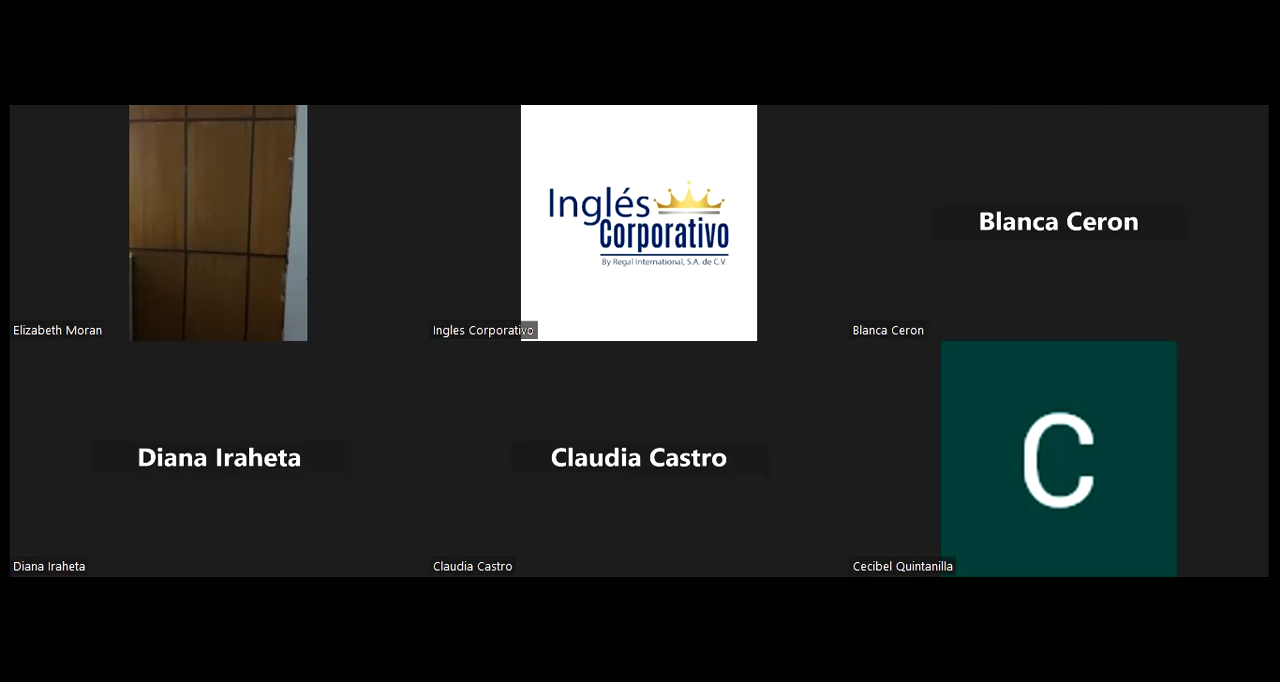 Inglés
Corporativo
By Regal International, S.A. de C.V.
Blanca Ceron
Elizabeth Moran
Ingles Corporativo
Blanca Ceron
Diana Iraheta
Claudia Castro
C
Diana Iraheta
Claudia Castro
Cecibel Quintanilla